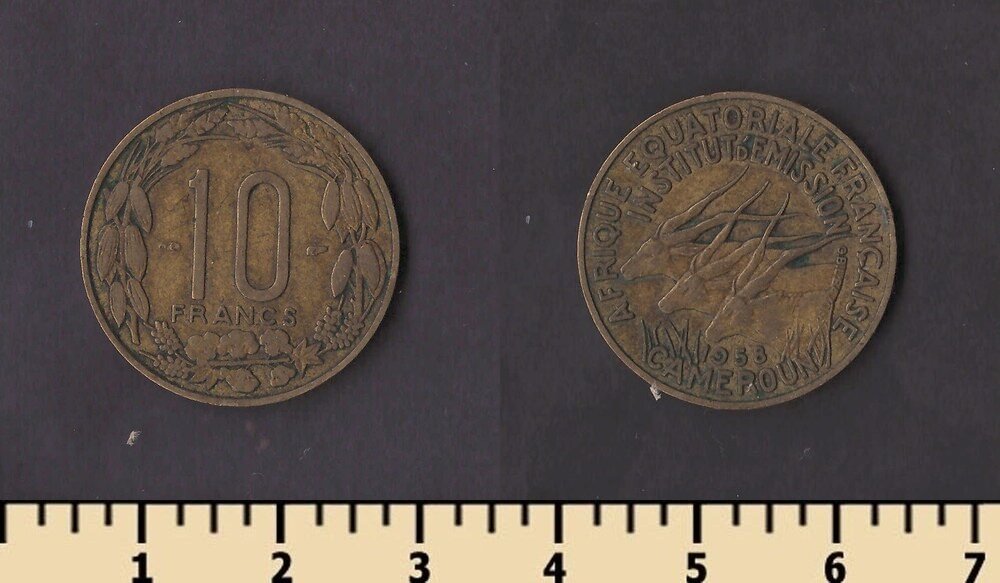 10
FRANCS
AFRIQUE EQUATORIALE FRANÇAISE
INSTITUT D'EMISSION
1958
CAMEROUN
1 2 3 4 5 6 7